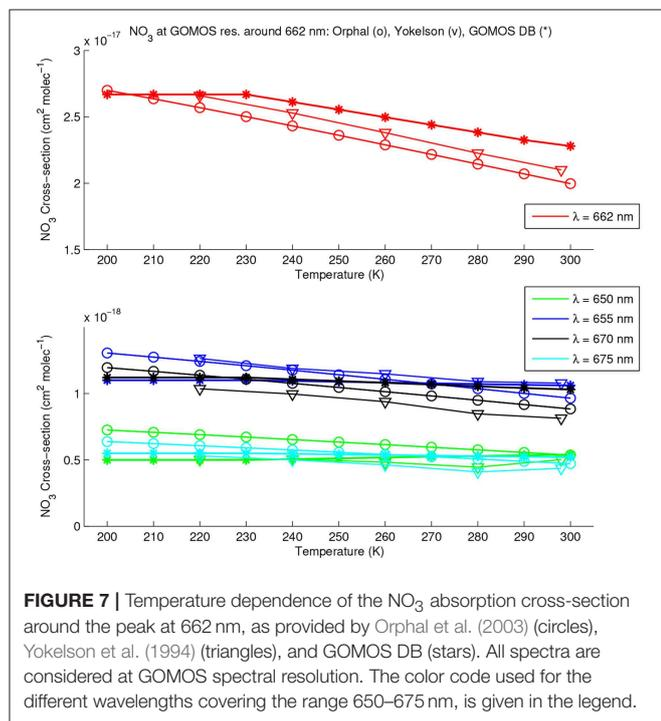 NO3 at GOMOS res. around 662 nm: Orphal (o), Yokelson (v), GOMOS DB (*)
x 10−17
3
2.5
2
1.5
NO3 Cross−section (cm2 molec−1)
200 210 220 230 240 250 260 270 280 290 300
Temperature (K)
λ = 662 nm
x 10−18
1
0.5
0
NO3 Cross−section (cm2 molec−1)
200 210 220 230 240 250 260 270 280 290 300
Temperature (K)
λ = 650 nm
λ = 655 nm
λ = 670 nm
λ = 675 nm
FIGURE 7 | Temperature dependence of the NO3 absorption cross-section
around the peak at 662 nm, as provided by Orphal et al. (2003) (circles),
Yokelson et al. (1994) (triangles), and GOMOS DB (stars). All spectra are
considered at GOMOS spectral resolution. The color code used for the
different wavelengths covering the range 650–675 nm, is given in the legend.